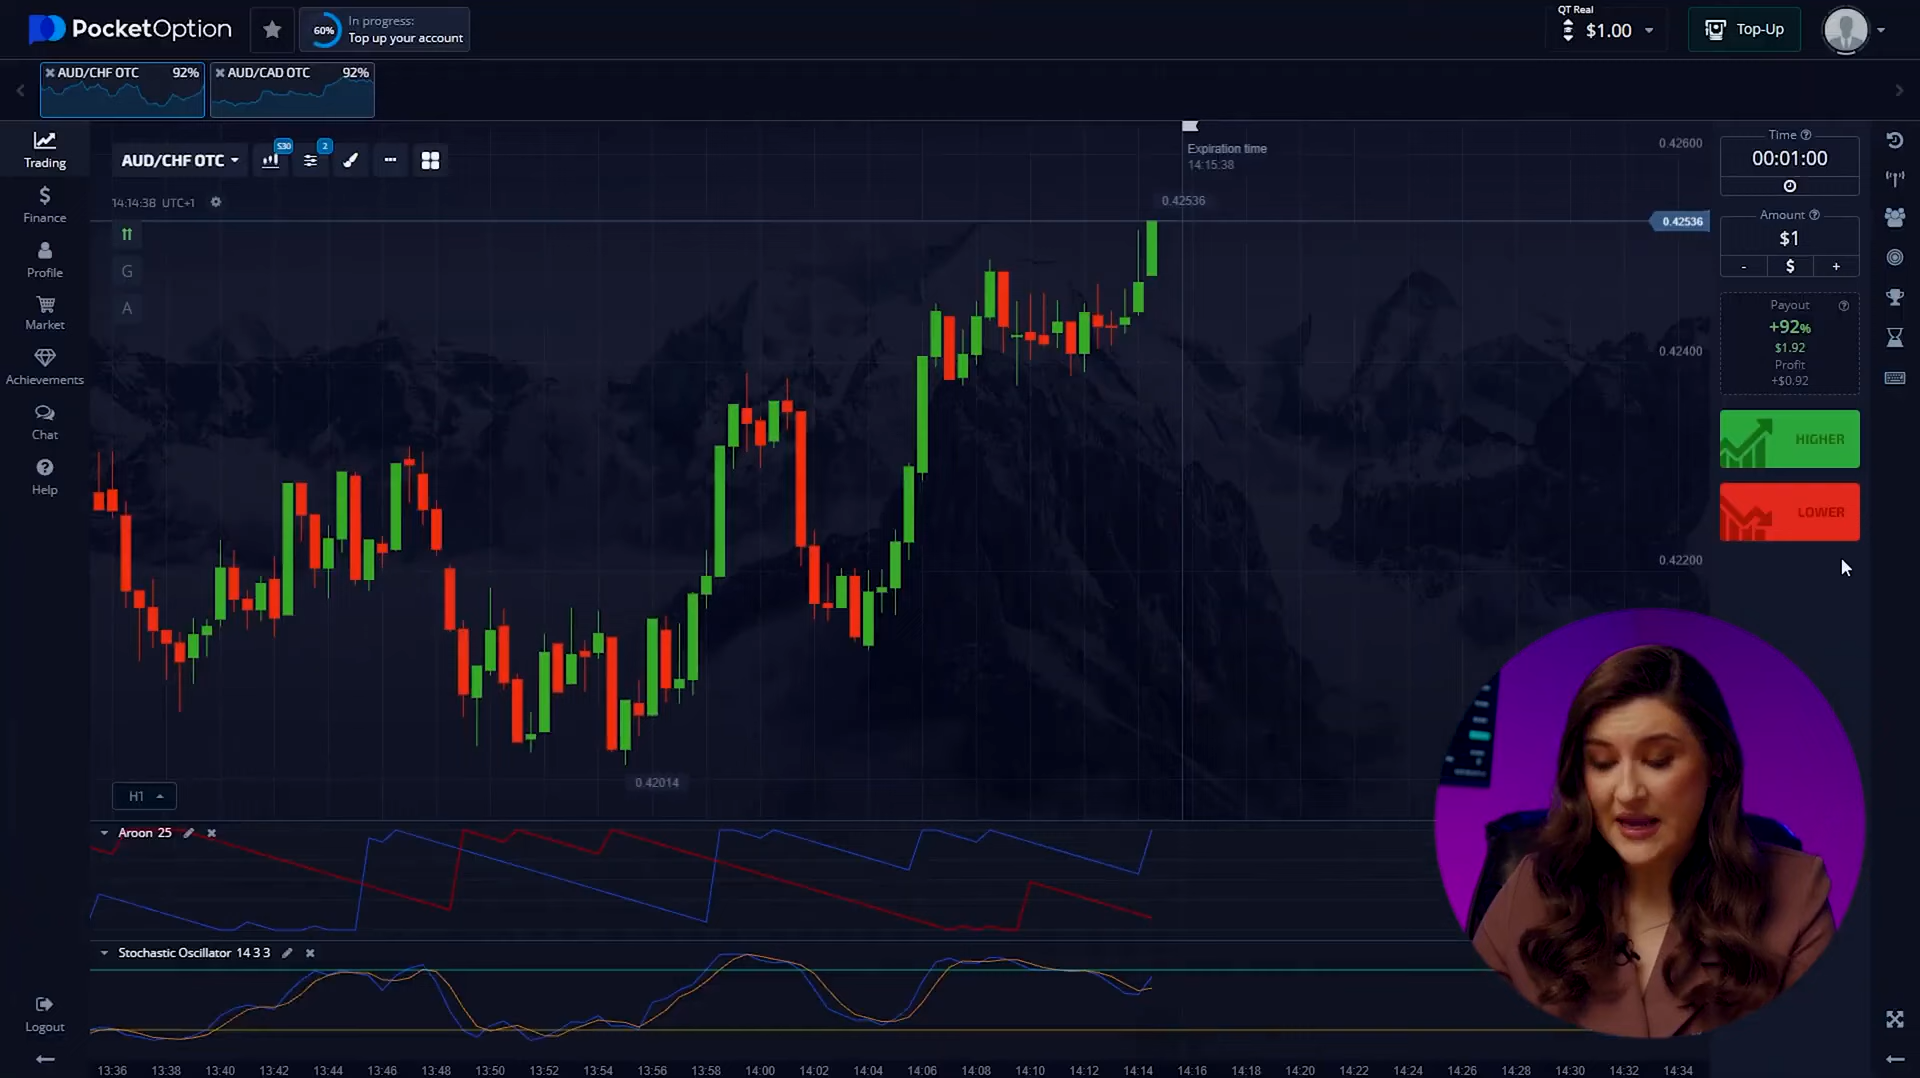 PocketOption
60%
In progress:
Top up your account
QT Real
$1.00
Top-Up
AUD/CHF OTC 92%
AUD/CAD OTC 92%
Trading
Finance
Profile
Market
Achievements
Chat
Help
Logout
AUD/CHF OTC
S30
2
14:14:38 UTC+1
G
A
Expiration time
14:15:38
0.42536
0.42600
0.42536
0.42400
0.42200
0.42014
H1
Time
00:01:00
Amount
$1
- $ +
Payout
+92%
$1.92
Profit
+$0.92
HIGHER
LOWER
Aroon 25
Stochastic Oscillator 14 3 3
13:36 13:38 13:40 13:42 13:44 13:46 13:48 13:50 13:52 13:54 13:56 13:58 14:00 14:02 14:04 14:06 14:08 14:10 14:12 14:14 14:16 14:18 14:20 14:22 14:24 14:26 14:28 14:30 14:32 14:34